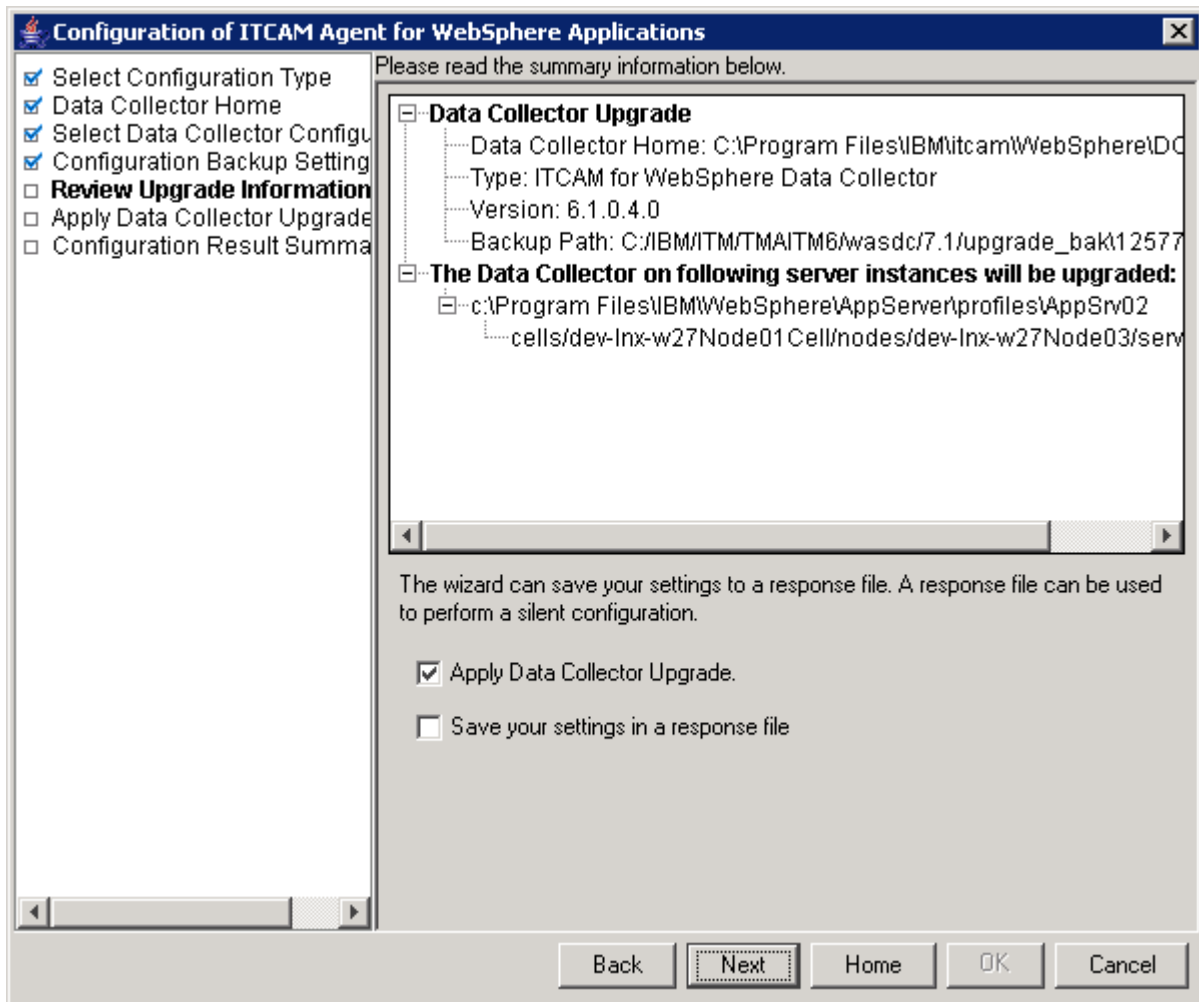 Configuration of ITCAM Agent for WebSphere Applications
Select Configuration Type
Data Collector Home
Select Data Collector Configu
Configuration Backup Setting
Review Upgrade Information
Apply Data Collector Upgrade
Configuration Result Summa
Please read the summary information below.
Data Collector Upgrade
Data Collector Home: C:\Program Files\IBM\itcam\WebSphere\DC
Type: ITCAM for WebSphere Data Collector
Version: 6.1.0.4.0
Backup Path: C:/IBM/ITM/TMAITM6/wasdc/7.1/upgrade_bak\12577
The Data Collector on following server instances will be upgraded:
c:\Program Files\IBM\WebSphere\AppServer\profiles\AppSrv02
cells/dev-lnx-w27Node01Cell/nodes/dev-lnx-w27Node03/serv
The wizard can save your settings to a response file. A response file can be used
to perform a silent configuration.
Apply Data Collector Upgrade.
Save your settings in a response file
Back Next Home OK Cancel